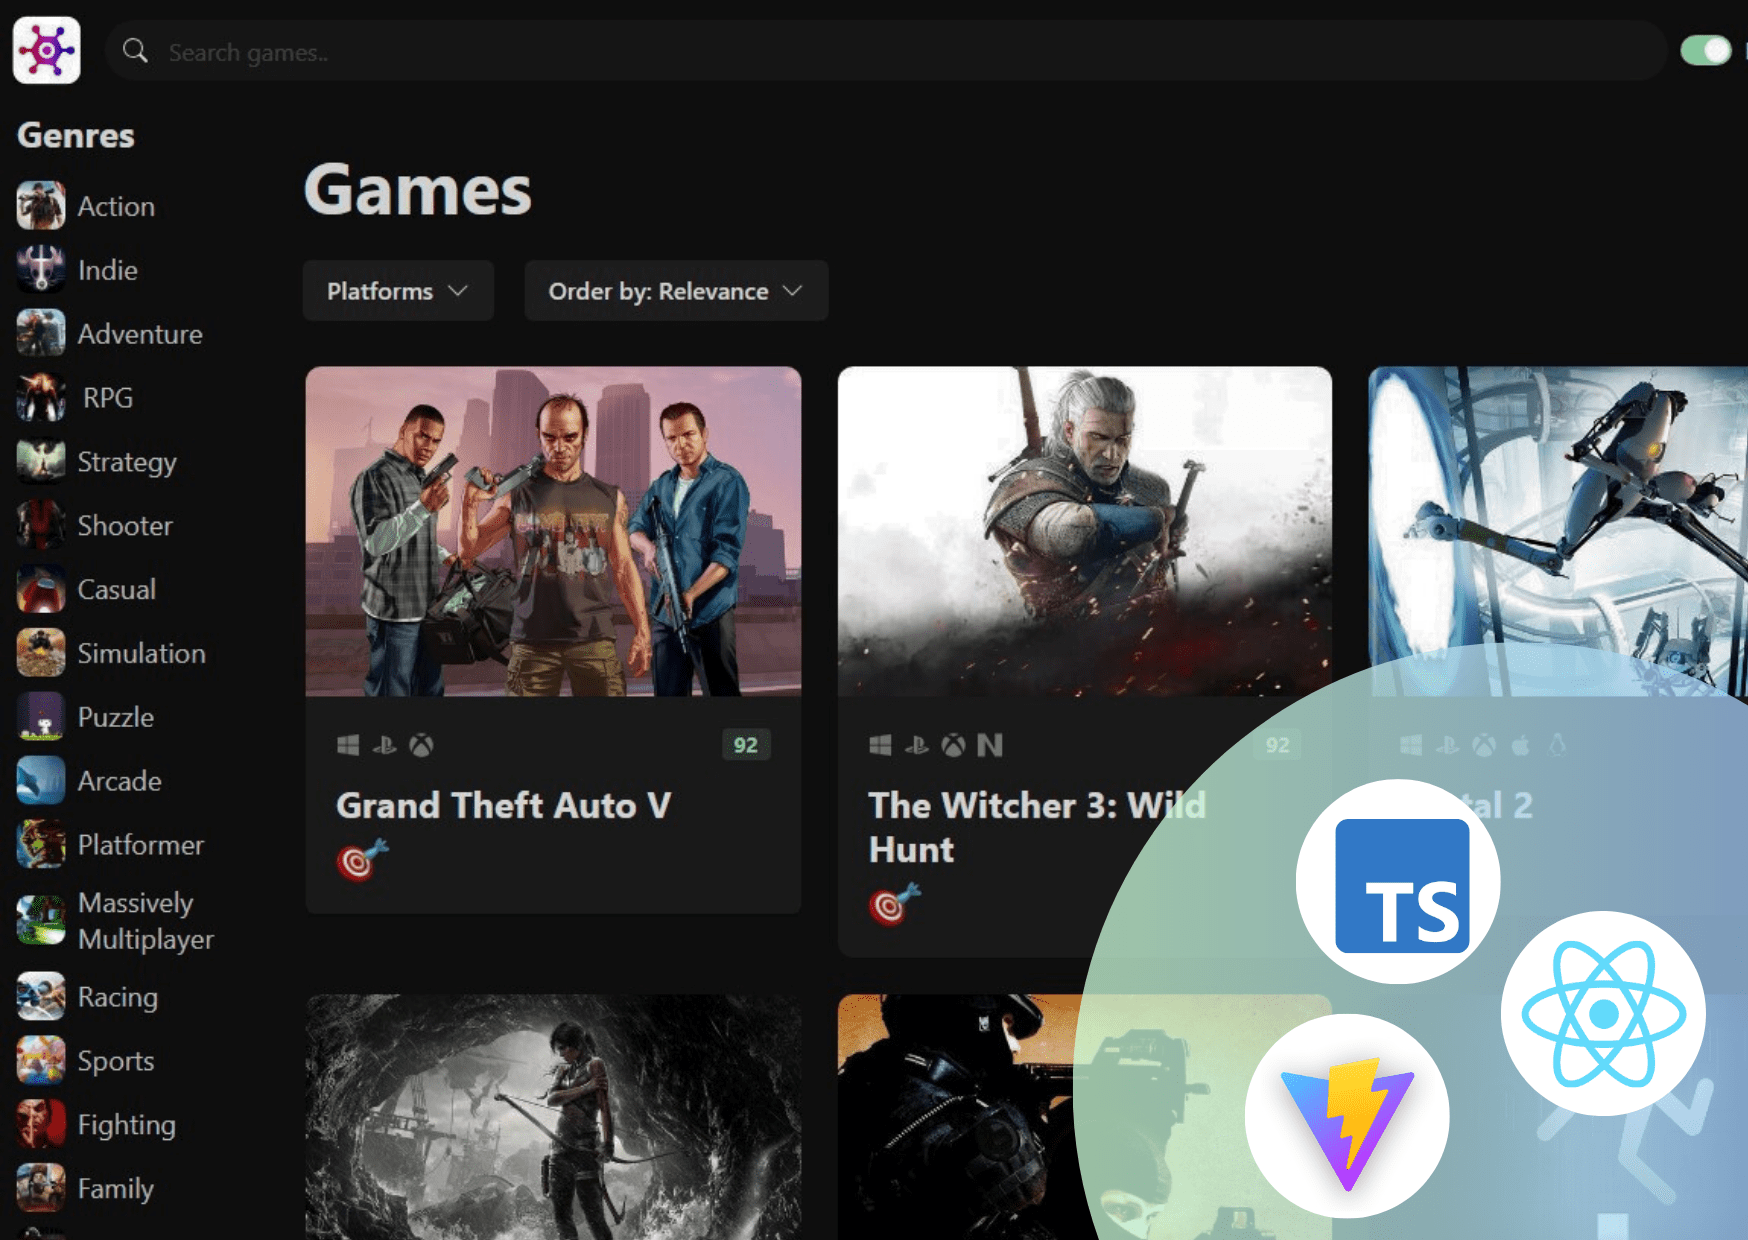 Search games..
Genres
Action
Indie
Adventure
RPG
Strategy
Shooter
Casual
Simulation
Puzzle
Arcade
Platformer
Massively
Multiplayer
Racing
Sports
Fighting
Family
Games
Platforms
Order by: Relevance
92
Grand Theft Auto V
92
The Witcher 3: Wild
Hunt
tal 2
TS